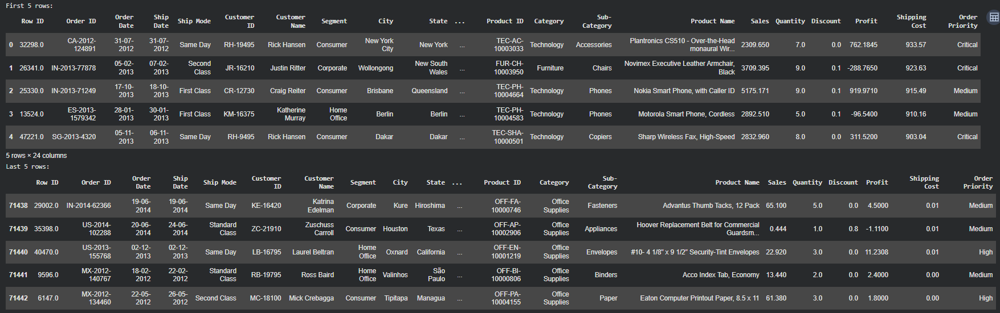 First 5 rows:
Row ID Order ID Order Date Ship Date Ship Mode Customer ID Customer Name Segment City State ... Product ID Category Sub-Category Product Name Sales Quantity Discount Profit Shipping Cost Order Priority
0 32298.0 CA-2012-124891 31-07-2012 31-07-2012 Same Day RH-19495 Rick Hansen Consumer New York City New York ... TEC-AC-10003033 Technology Accessories Plantronics CS510 - Over-the-Head monaural Wir... 2309.650 7.0 0.0 762.1845 933.57 Critical
1 26341.0 IN-2013-77878 05-02-2013 07-02-2013 Second Class JR-16210 Justin Ritter Corporate Wollongong New South Wales ... FUR-CH-10003950 Furniture Chairs Novimex Executive Leather Armchair, Black 3709.395 9.0 0.1 -288.7650 923.63 Critical
2 25330.0 IN-2013-71249 17-10-2013 18-10-2013 First Class CR-12730 Craig Reiter Consumer Brisbane Queensland ... TEC-PH-10004664 Technology Phones Nokia Smart Phone, with Caller ID 5175.171 9.0 0.1 919.9710 915.49 Medium
3 13524.0 ES-2013-1579342 28-01-2013 30-01-2013 First Class KM-16375 Katherine Murray Home Office Berlin Berlin ... TEC-PH-10004583 Technology Phones Motorola Smart Phone, Cordless 2892.510 5.0 0.1 -96.5400 910.16 Medium
4 47221.0 SG-2013-4320 05-11-2013 06-11-2013 Same Day RH-9495 Rick Hansen Consumer Dakar Dakar ... TEC-SHA-10000501 Technology Copiers Sharp Wireless Fax, High-Speed 2832.960 8.0 0.0 311.5200 903.04 Critical
5 rows × 24 columns
Last 5 rows:
Row ID Order ID Order Date Ship Date Ship Mode Customer ID Customer Name Segment City State ... Product ID Category Sub-Category Product Name Sales Quantity Discount Profit Shipping Cost Order Priority
71438 29002.0 IN-2014-62366 19-06-2014 19-06-2014 Same Day KE-16420 Katrina Edelman Corporate Kure Hiroshima ... OFF-FA-10000746 Office Supplies Fasteners Advantus Thumb Tacks, 12 Pack 65.100 5.0 0.0 4.5000 0.01 Medium
71439 35398.0 US-2014-102288 20-06-2014 24-06-2014 Standard Class ZC-21910 Zuschuss Carroll Consumer Houston Texas ... OFF-AP-10002906 Office Supplies Appliances Hoover Replacement Belt for Commercial Guardsm... 0.444 1.0 0.8 -1.1100 0.01 Medium
71440 40470.0 US-2013-155768 02-12-2013 02-12-2013 Same Day LB-16795 Laurel Beltran Home Office Oxnard California ... OFF-EN-10001219 Office Supplies Envelopes #10- 4 1/8" x 9 1/2" Security-Tint Envelopes 22.920 3.0 0.0 11.2308 0.01 High
71441 9596.0 MX-2012-140767 18-02-2012 22-02-2012 Standard Class RB-19795 Ross Baird Home Office Valinhos São Paulo ... OFF-BI-10000806 Office Supplies Binders Acco Index Tab, Economy 13.440 2.0 0.0 2.4000 0.00 Medium
71442 6147.0 MX-2012-134460 22-05-2012 26-05-2012 Second Class MC-18100 Mick Crebagga Consumer Tipitapa Managua ... OFF-PA-10004155 Office Supplies Paper Eaton Computer Printout Paper, 8.5 x 11 61.380 3.0 0.0 1.8000 0.00 High